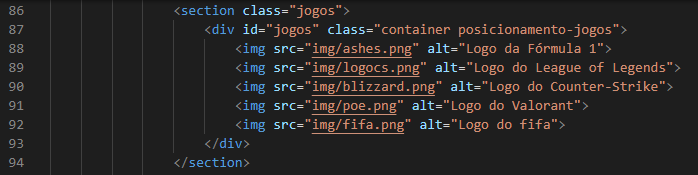 86 <section class="jogos">
87 <div id="jogos" class="container posicionamento-jogos">
88 <img src="img/ashes.png" alt="Logo da Fórmula 1">
89 <img src="img/logocs.png" alt="Logo do League of Legends">
90 <img src="img/blizzard.png" alt="Logo do Counter-Strike">
91 <img src="img/poe.png" alt="Logo do Valorant">
92 <img src="img/fifa.png" alt="Logo do fifa">
93 </div>
94 </section>